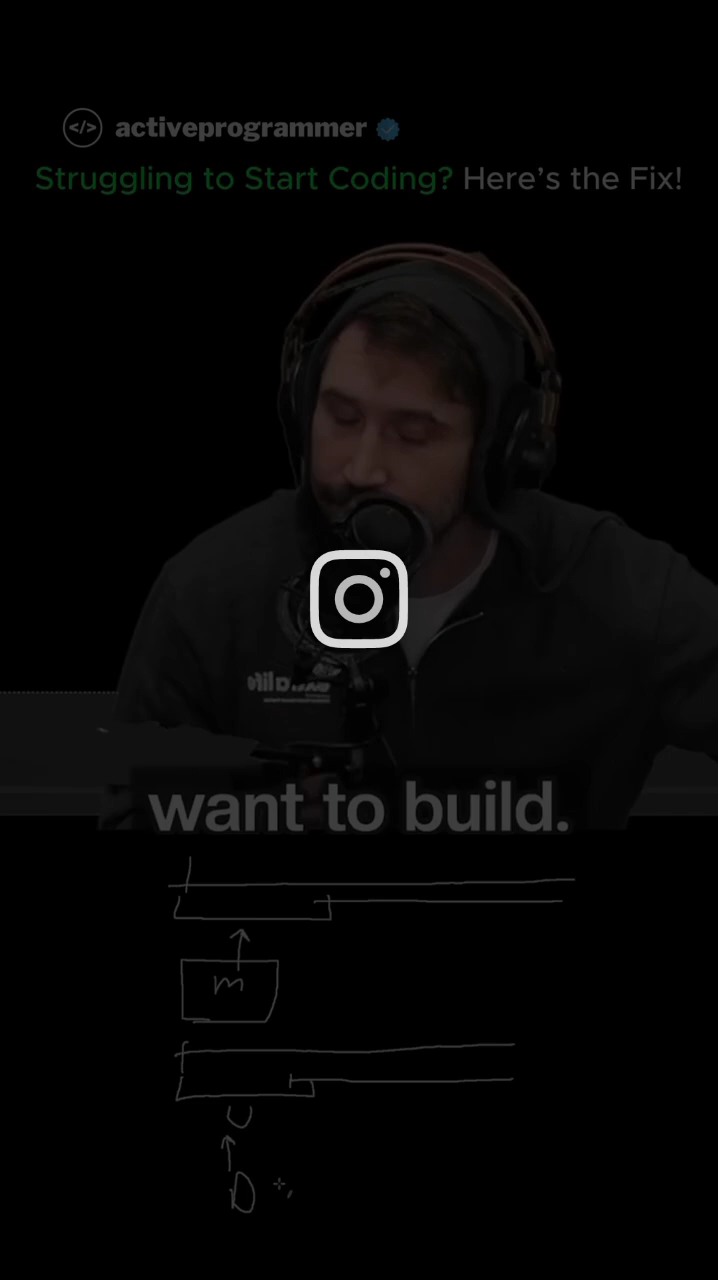 </> activeprogrammer
Struggling to Start Coding? Here's the Fix!
want to build.
m
U
D